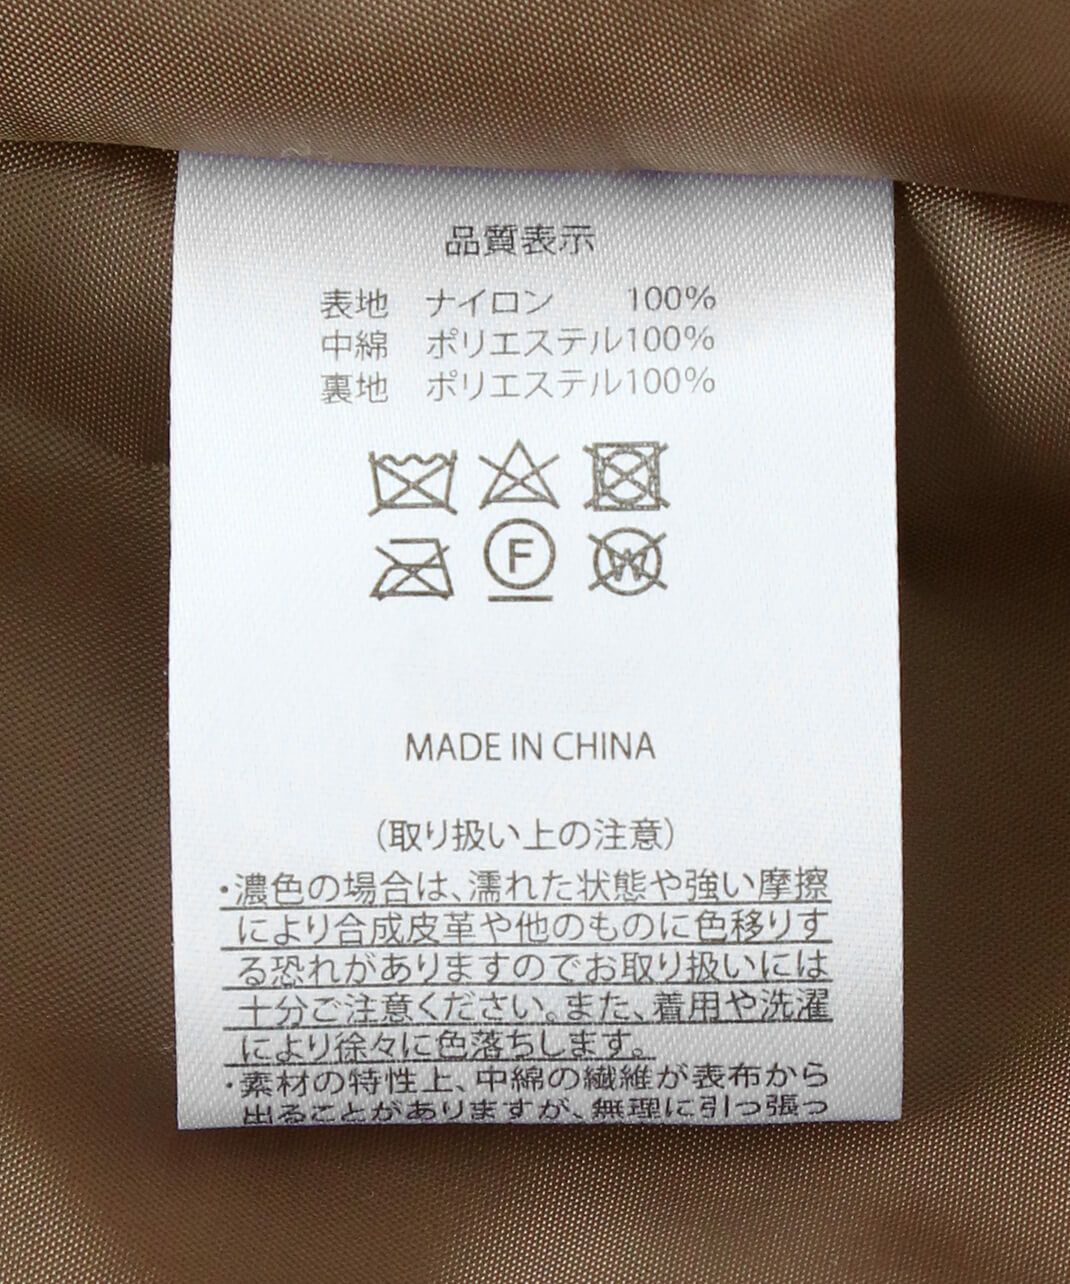 品質表示
表地 ナイロン 100%
中綿 ポリエステル100%
裏地 ポリエステル100%
F
W
MADE IN CHINA
(取り扱い上の注意)
・濃色の場合は、濡れた状態や強い摩擦
により合成皮革や他のものに色移りす
る恐れがありますのでお取り扱いには
十分ご注意ください。また、着用や洗濯
により徐々に色落ちします。
・素材の特性上、中綿の繊維が表布から
出ることがありますが、無理に引っ張っ